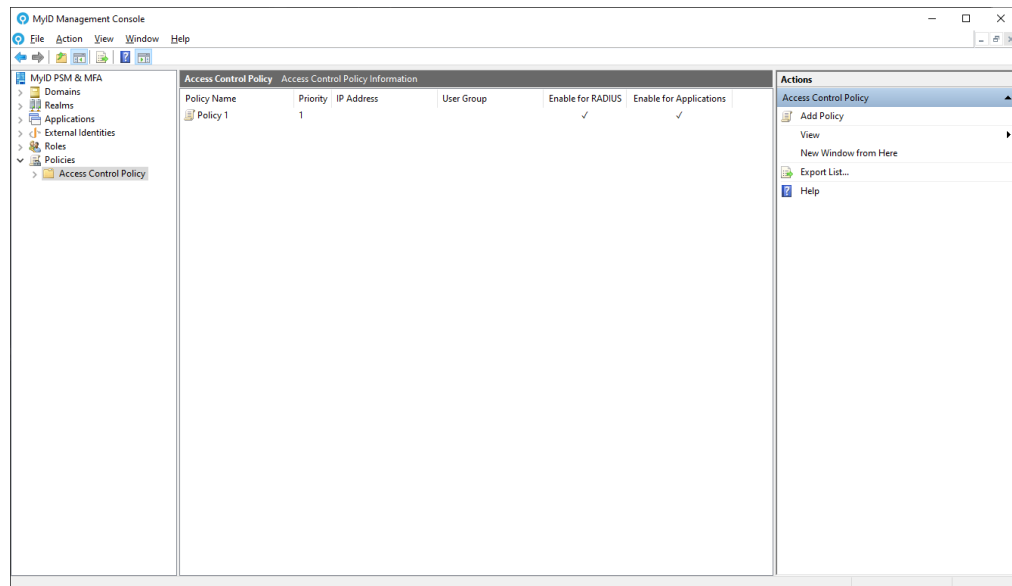 MyID Management Console
File Action View Window Help
MyID PSM & MFA
Domains
Realms
Applications
External Identities
Roles
Policies
Access Control Policy
Access Control Policy Access Control Policy Information
Policy Name Priority IP Address User Group Enable for RADIUS Enable for Applications
Policy 1 1 ✓ ✓
Actions
Access Control Policy
Add Policy
View
New Window from Here
Export List...
Help